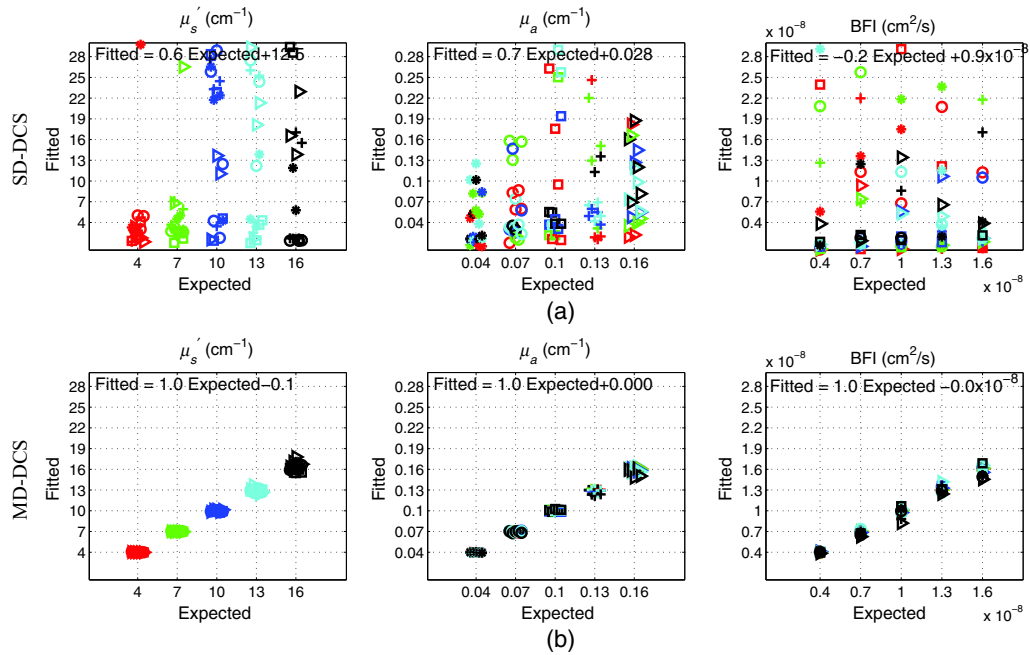 μs′ (cm−1)
μa (cm−1)
BFI (cm2/s)
x 10−8
SD-DCS
Fitted
Fitted = 0.6 Expected+12.5
28
25
22
19
16
13
10
7
4
4 7 10 13 16
Expected
Fitted
Fitted = 0.7 Expected+0.028
0.28
0.25
0.22
0.19
0.16
0.13
0.1
0.07
0.04
0.04 0.07 0.1 0.13 0.16
Expected
Fitted
Fitted = −0.2 Expected +0.9x10−8
2.8
2.5
2.2
1.9
1.6
1.3
1
0.7
0.4
0.4 0.7 1 1.3 1.6
Expected
x 10−8
(a)
μs′ (cm−1)
μa (cm−1)
BFI (cm2/s)
x 10−8
MD-DCS
Fitted
Fitted = 1.0 Expected−0.1
28
25
22
19
16
13
10
7
4
4 7 10 13 16
Expected
Fitted
Fitted = 1.0 Expected+0.000
0.28
0.25
0.22
0.19
0.16
0.13
0.1
0.07
0.04
0.04 0.07 0.1 0.13 0.16
Expected
Fitted
Fitted = 1.0 Expected −0.0x10−8
2.8
2.5
2.2
1.9
1.6
1.3
1
0.7
0.4
0.4 0.7 1 1.3 1.6
Expected
x 10−8
(b)